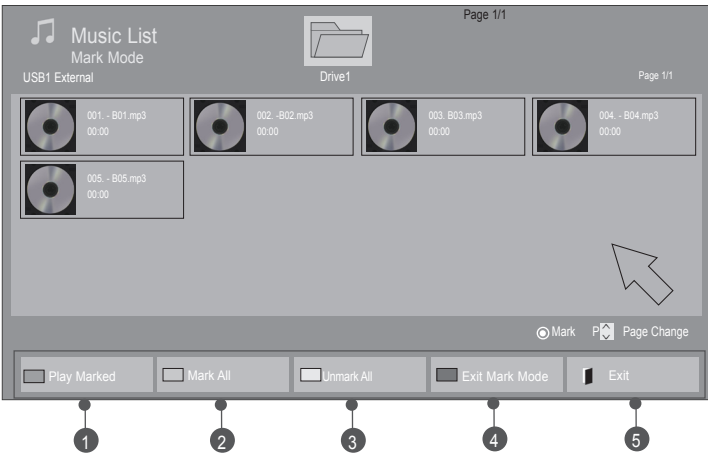 Page 1/1
Music List
Mark Mode
USB1 External
Drive1
Page 1/1
001. - B01.mp3
00:00
002. -B02.mp3
00:00
003. B03.mp3
00:00
004. - B04.mp3
00:00
005. - B05.mp3
00:00
Mark P Page Change
Play Marked
Mark All
Unmark All
Exit Mark Mode
Exit
1 2 3 4 5